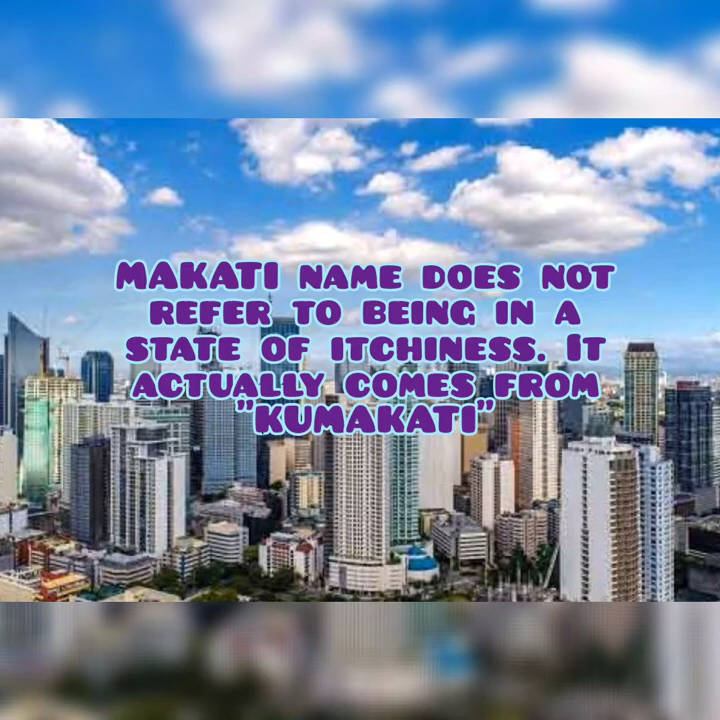 MAKATI NAME DOES NOT
REFER TO BEING IN A
STATE OF ITCHINESS. IT
ACTUALLY COMES FROM
"KUMAKATI"